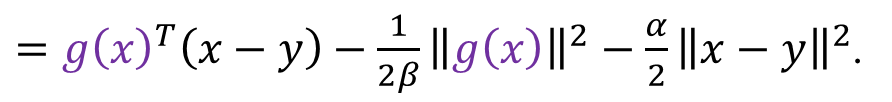 = g(x)ᵀ(x − y) − 1/(2β) ‖g(x)‖² − α/2 ‖x − y‖².